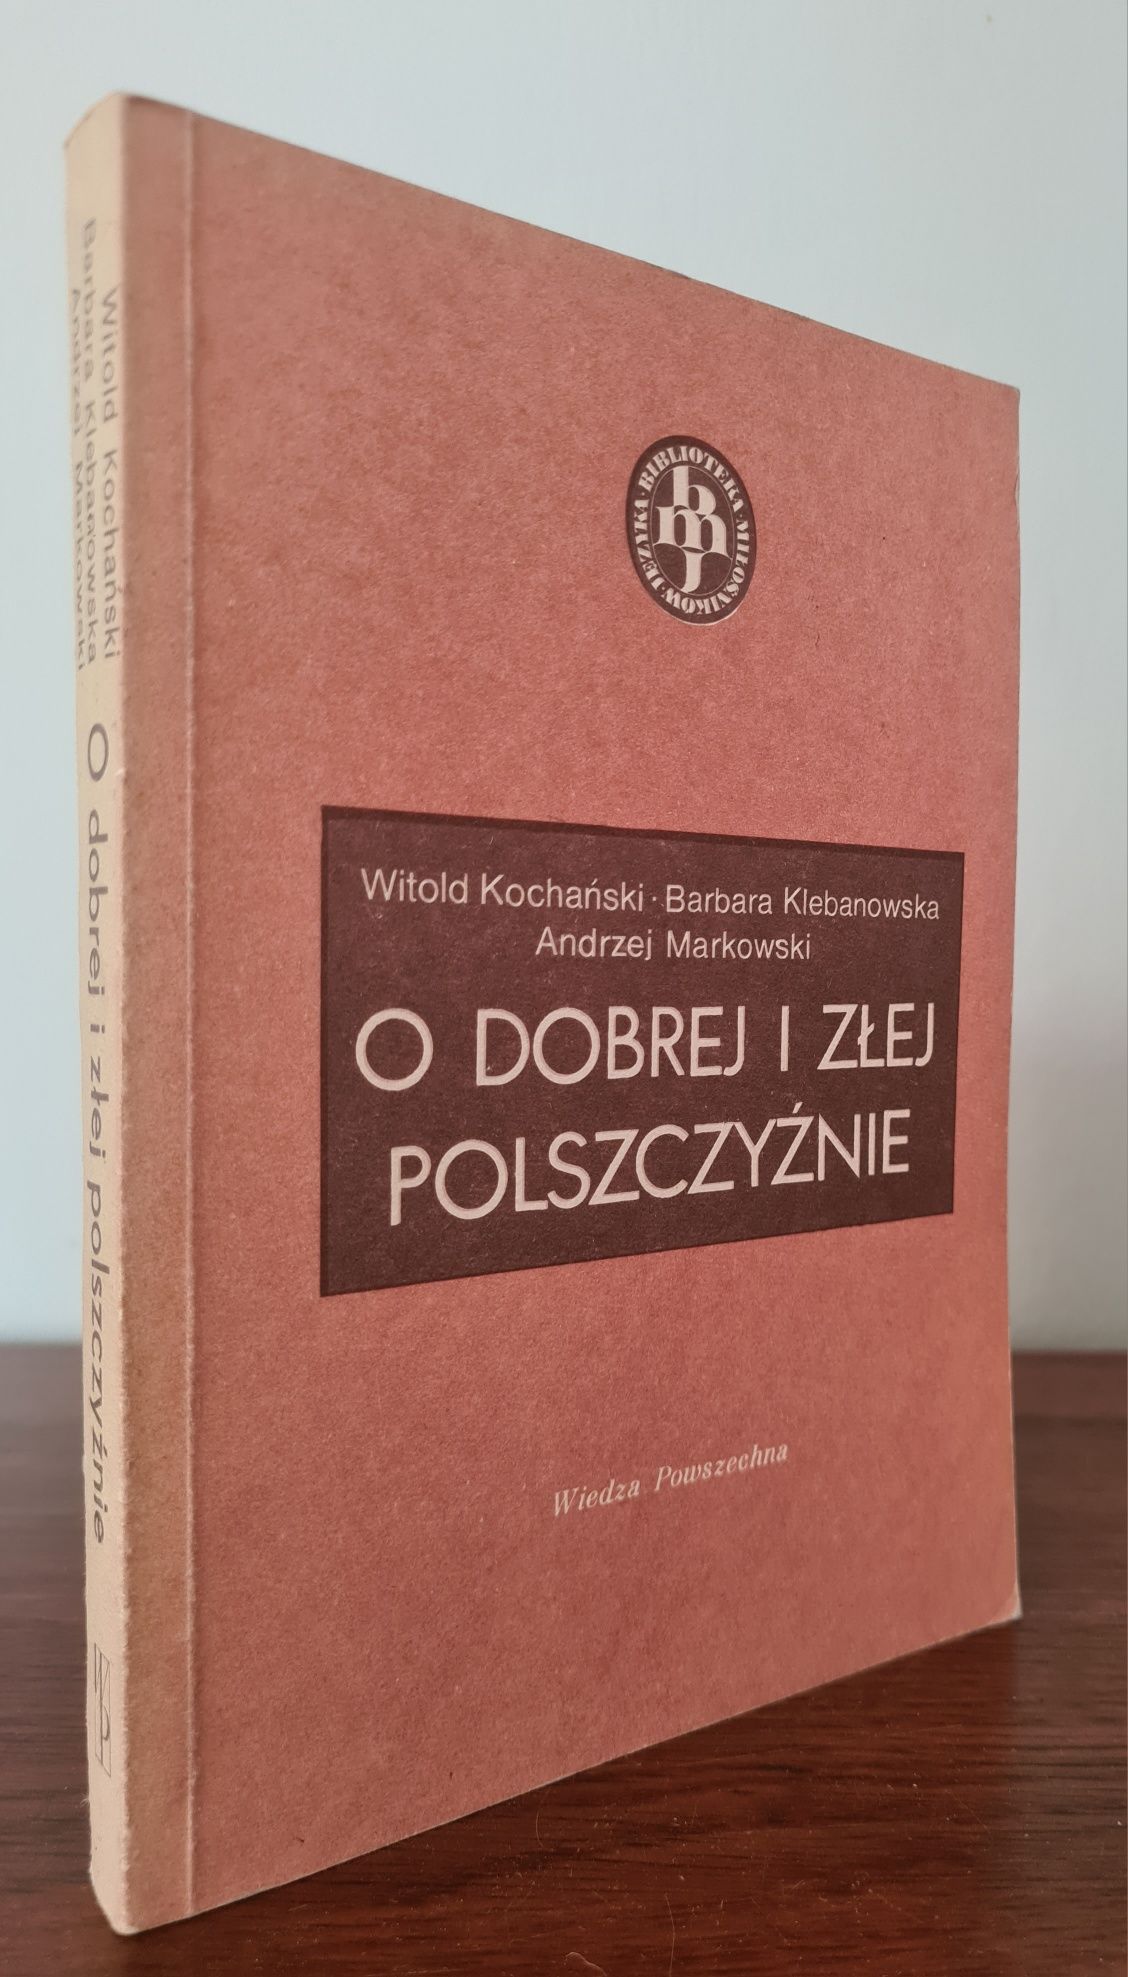 Witold Kochański
Barbara Klebanowska
Andrzej Markowski
O dobrej i złej polszczyźnie
BIBLIOTEKA · MIŁOŚNIKÓW · JĘZYKA ·
bmj
Witold Kochański · Barbara Klebanowska
Andrzej Markowski
O DOBREJ I ZŁEJ
POLSZCZYŹNIE
Wiedza Powszechna